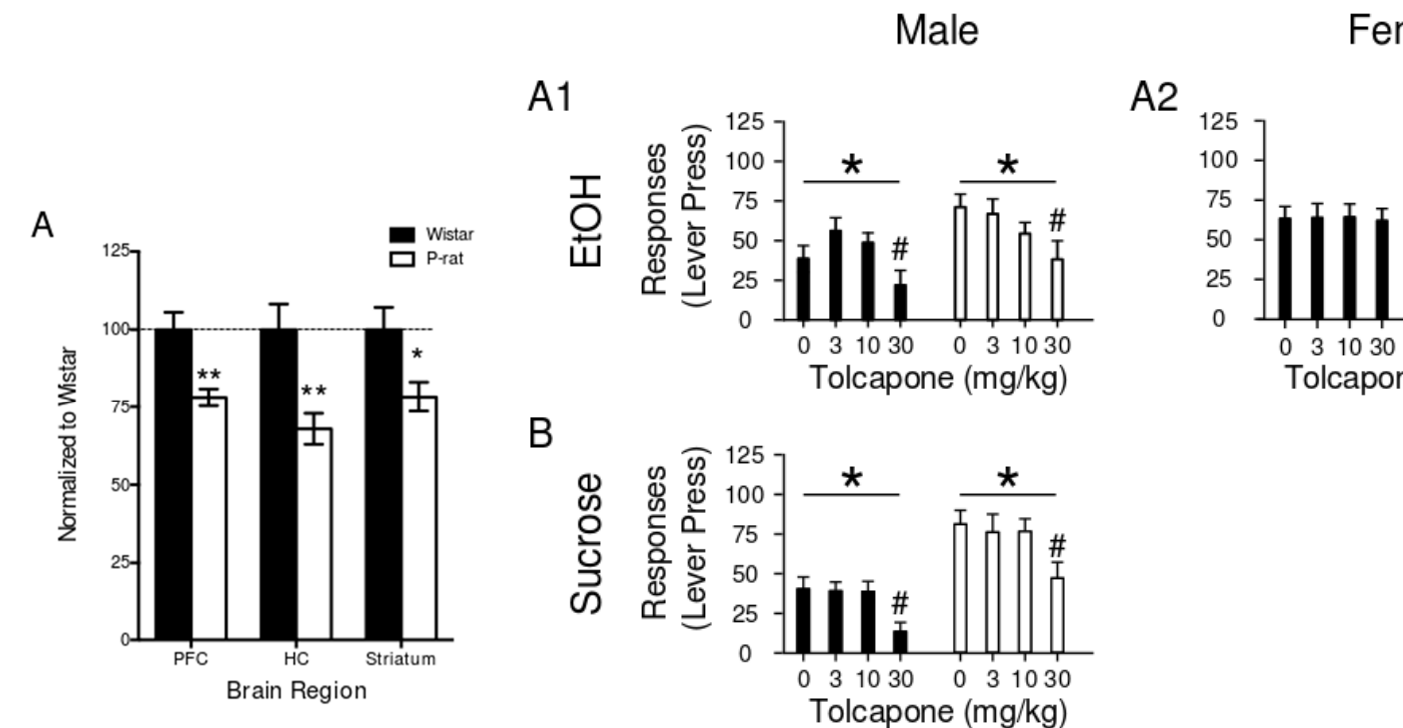 Male
Fer
A1
A2
EtOH
Responses
(Lever Press)
125
100
75
50
25
0
*
*
#
#
0 3 10 30 0 3 10 30
Tolcapone (mg/kg)
125
100
75
50
25
0
0 3 10 30
Tolcapor
A
Wistar
P-rat
Normalized to Wistar
125
100
75
50
25
0
**
**
*
PFC HC Striatum
Brain Region
B
Sucrose
Responses
(Lever Press)
125
100
75
50
25
0
*
*
#
#
0 3 10 30 0 3 10 30
Tolcapone (mg/kg)